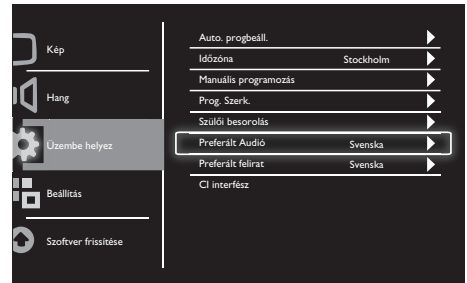 Kép
Hang
Üzembe helyez
Beállítás
Szoftver frissítése
Auto. progbeáll.
Időzóna Stockholm
Manuális programozás
Prog. Szerk.
Szülői besorolás
Preferált Audió Svenska
Preferált felirat Svenska
CI interfész